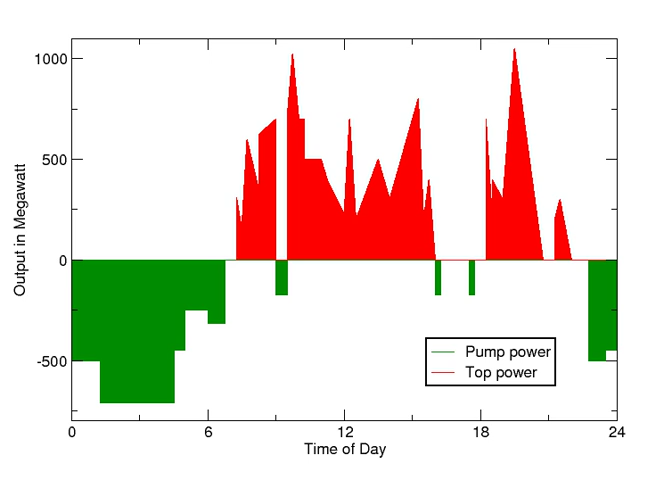 1000
500
0
-500
Output in Megawatt
Pump power
Top power
0 6 12 18 24
Time of Day